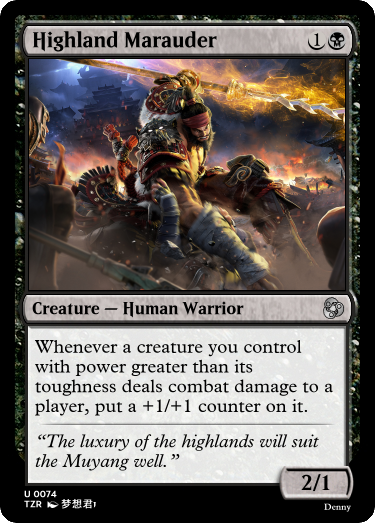 Highland Marauder 1
Creature — Human Warrior
Whenever a creature you control
with power greater than its
toughness deals combat damage to a
player, put a +1/+1 counter on it.
“The luxury of the highlands will suit
the Muyang well.”
2/1
U 0074
TZR 梦想君
Denny